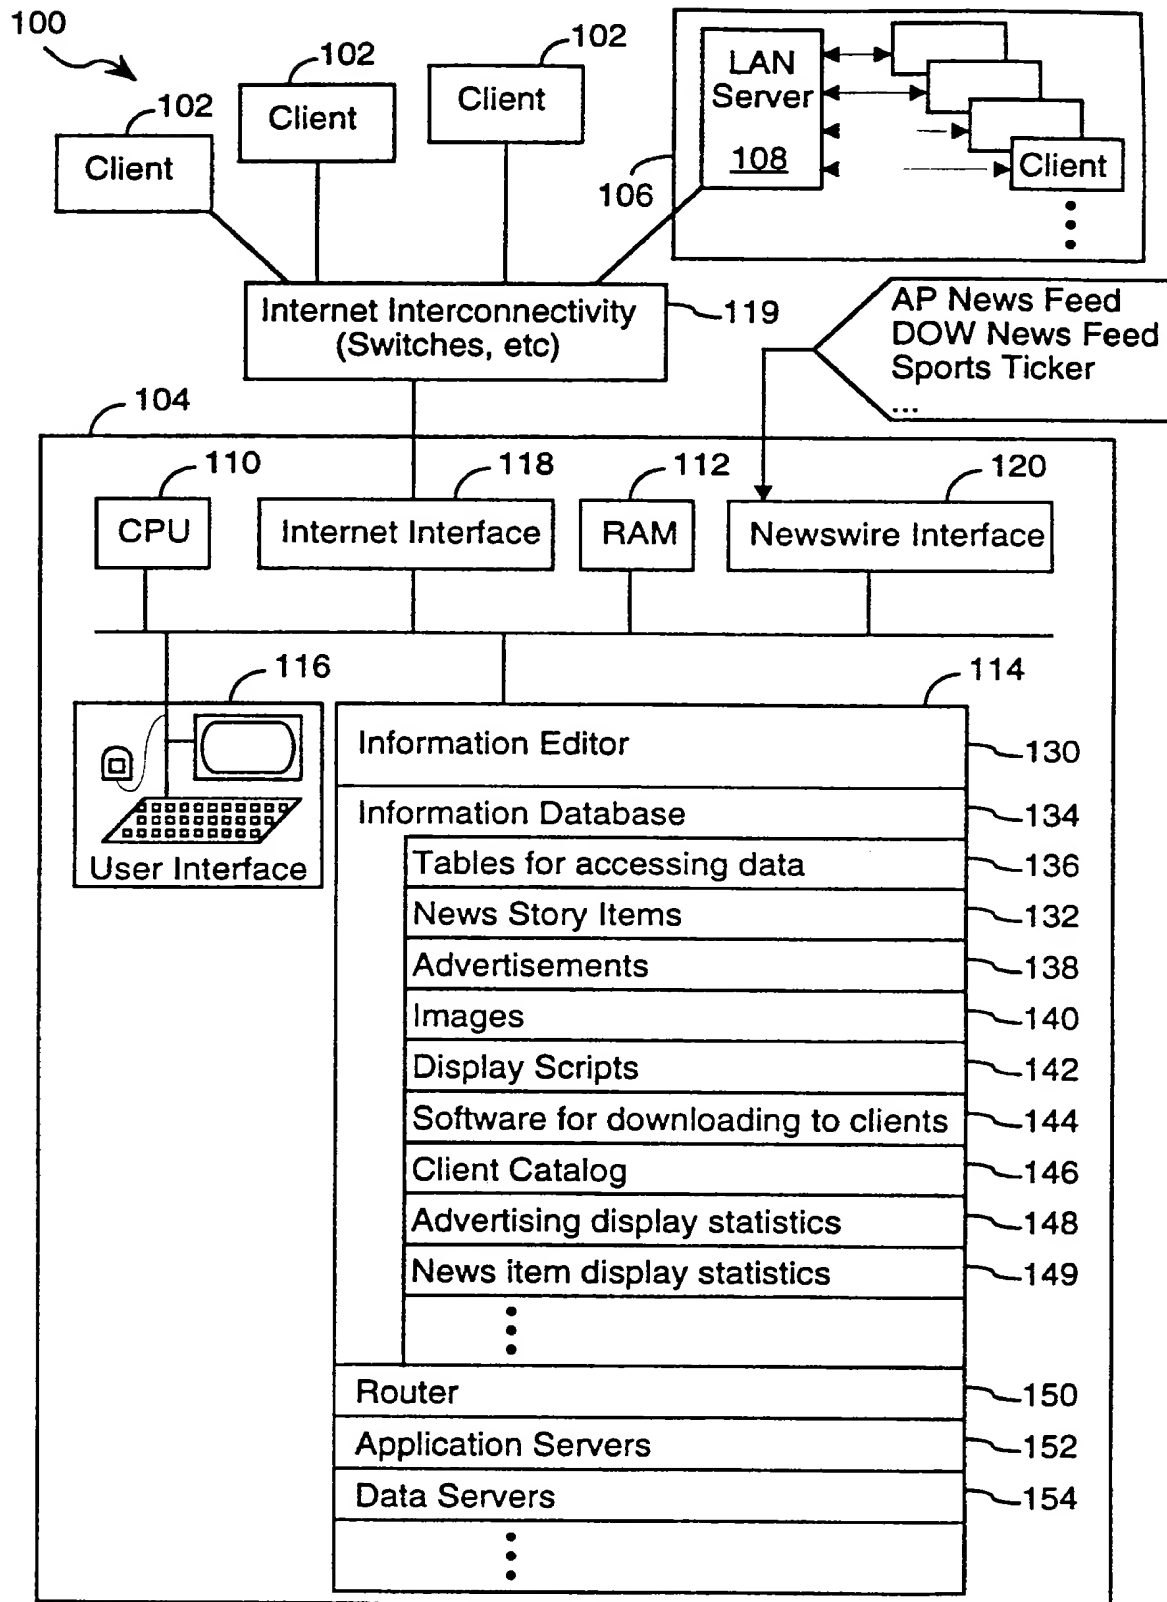 100
102
102
102
Client
Client
Client
LAN
Server
108
106
Client
Internet Interconnectivity
(Switches, etc)
119
AP News Feed
DOW News Feed
Sports Ticker
...
104
110
118
112
120
CPU
Internet Interface
RAM
Newswire Interface
116
User Interface
114
Information Editor
130
Information Database
134
Tables for accessing data
136
News Story Items
132
Advertisements
138
Images
140
Display Scripts
142
Software for downloading to clients
144
Client Catalog
146
Advertising display statistics
148
News item display statistics
149
Router
150
Application Servers
152
Data Servers
154